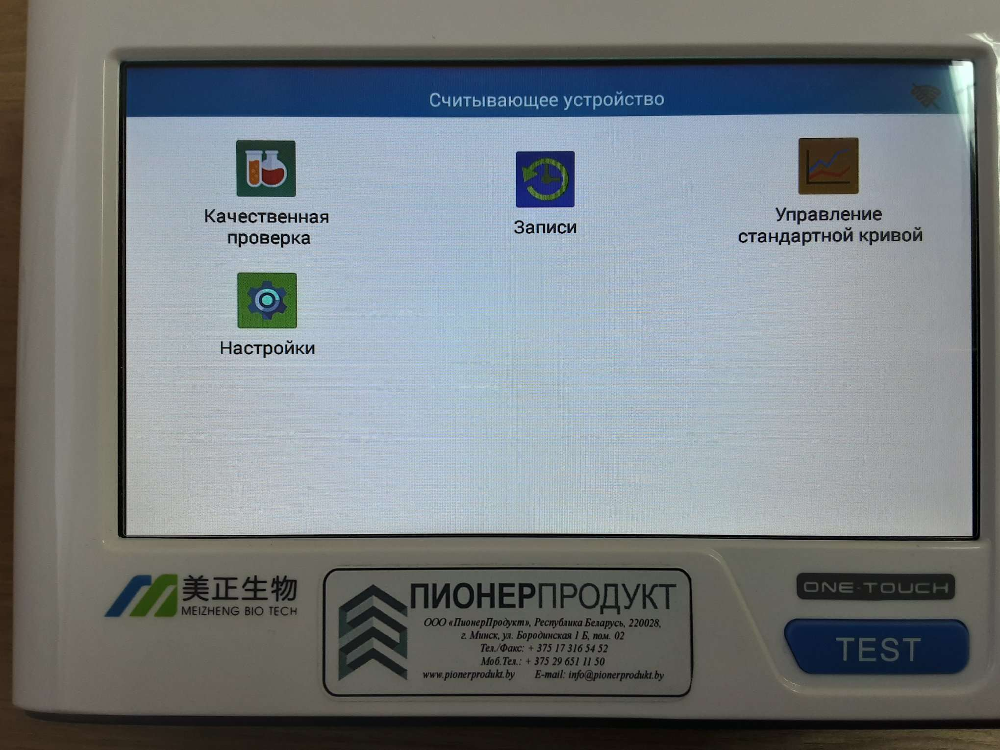 Считывающее устройство
Качественная
проверка
Записи
Управление
стандартной кривой
Настройки
美正生物
MEIZHENG BIO TECH
ПИОНЕРПРОДУКТ
ООО «ПионерПродукт», Республика Беларусь, 220028,
г. Минск, ул. Бородинская 1 Б, пом. 02
Тел./Факс: + 375 17 316 54 52
Моб.Тел.: + 375 29 651 11 50
www.pionerprodukt.by E-mail: info@pionerprodukt.by
ONE-TOUCH
TEST